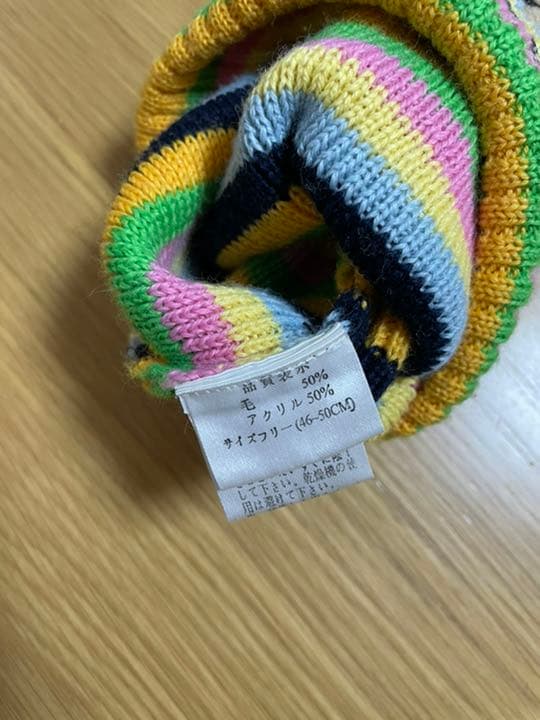 品質表示
毛 50%
アクリル 50%
サイズフリー (46~50CM)
して下さい。乾燥機の使
用は避けて下さい。